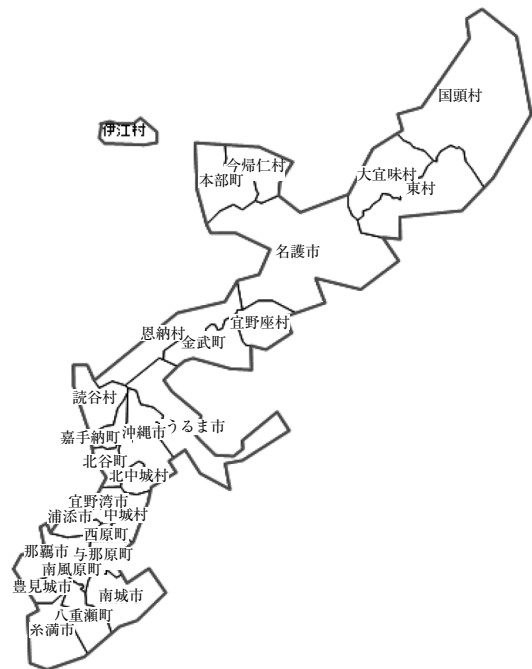 国頭村
伊江村
今帰仁村
大宜味村
本部町
東村
名護市
宜野座村
恩納村
金武町
読谷村
うるま市
嘉手納町
沖縄市
北谷町
北中城村
宜野湾市
浦添市
中城村
西原町
那覇市
与那原町
南風原町
豊見城市
南城市
八重瀬町
糸満市